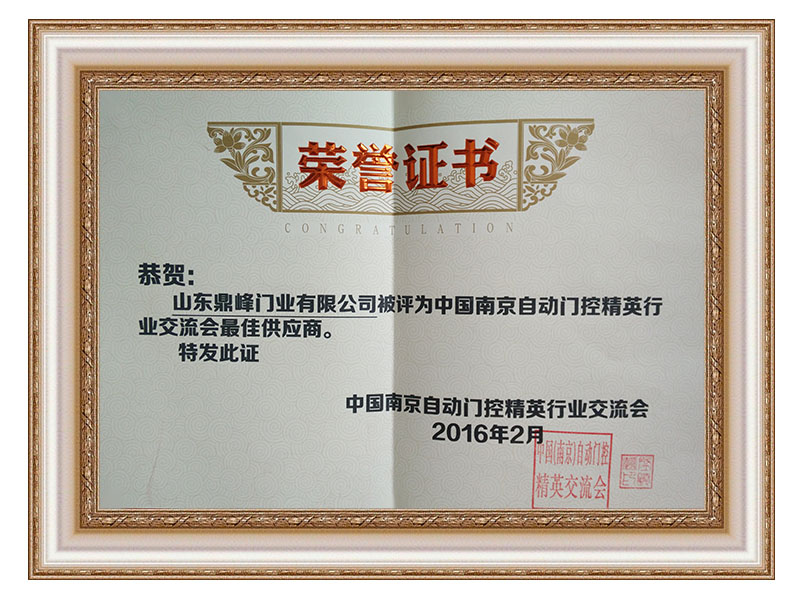 荣誉证书
CONGRATULATION
恭贺：
山东鼎峰门业有限公司被评为中国南京自动门控精英行
业交流会最佳供应商。
特发此证
中国南京自动门控精英行业交流会
2016年2月
中国(南京)自动门控
精英交流会